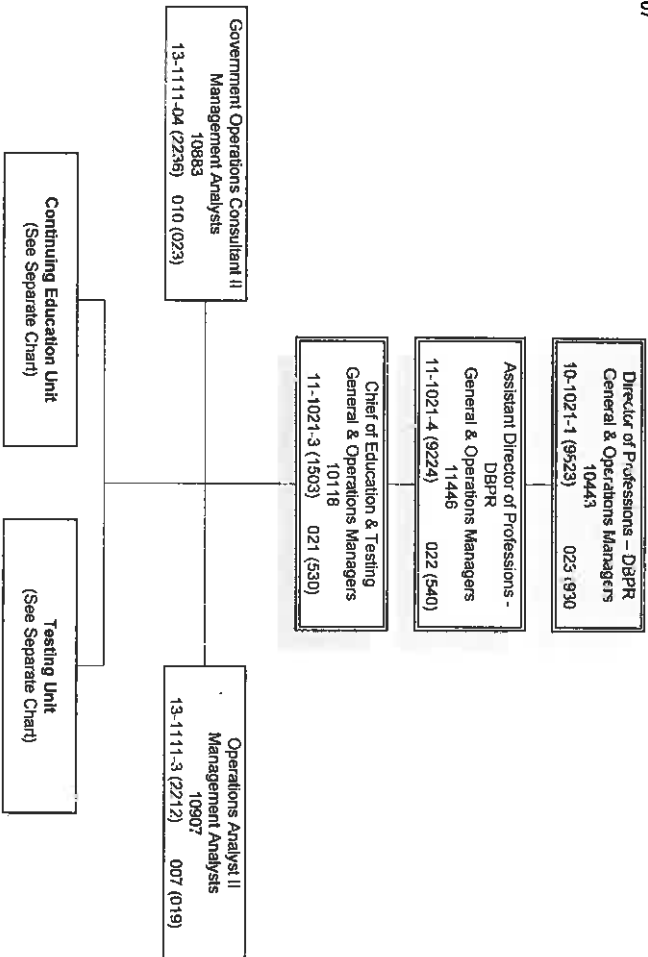 07
Director of Professions – DBPR
General & Operations Managers
10443
10-1021-1 (9523) 023 (930
Assistant Director of Professions -
DBPR
General & Operations Managers
11446
11-1021-4 (9224) 022 (540)
Chief of Education & Testing
General & Operations Managers
10118
11-1021-3 (1503) 021 (530)
Government Operations Consultant II
Management Analysts
10883
13-1111-04 (2236) 010 (023)
Operations Analyst II
Management Analysts
10907
13-1111-3 (2212) 007 (019)
Continuing Education Unit
(See Separate Chart)
Testing Unit
(See Separate Chart)